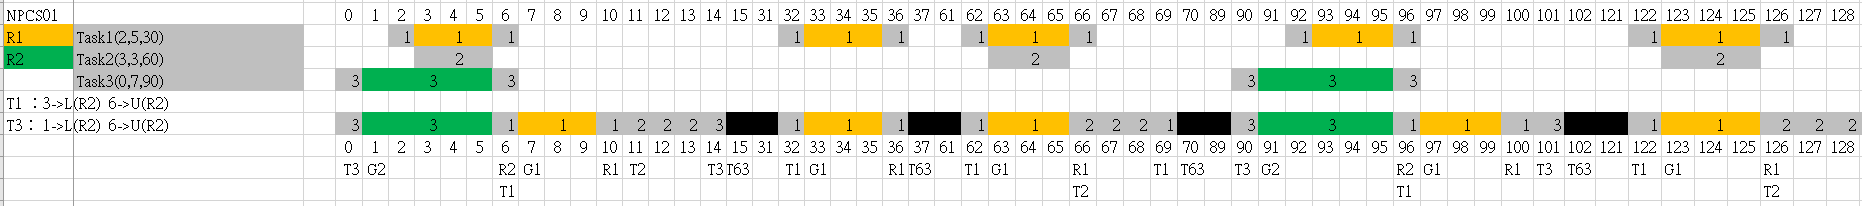 NPCS01 0 1 2 3 4 5 6 7 8 9 10 11 12 13 14 15 31 32 33 34 35 36 37 61 62 63 64 65 66 67 68 69 70 89 90 91 92 93 94 95 96 97 98 99 100 101 102 121 122 123 124 125 126 127 128
R1 Task1(2,5,30) 1 1 1 1 1 1 1 1 1 1 1 1 1 1 1
R2 Task2(3,3,60) 2 2 2
Task3(0,7,90) 3 3 3 3 3 3
T1 : 3->L(R2) 6->U(R2)
T3 : 1->L(R2) 6->U(R2) 3 3 1 1 1 2 2 2 3 1 1 1 1 1 2 2 2 1 3 3 1 1 1 3 1 1 2 2 2
0 1 2 3 4 5 6 7 8 9 10 11 12 13 14 15 31 32 33 34 35 36 37 61 62 63 64 65 66 67 68 69 70 89 90 91 92 93 94 95 96 97 98 99 100 101 102 121 122 123 124 125 126 127 128
T3 G2 R2 G1 R1 T2 T3 T63 T1 G1 R1 T63 T1 G1 R1 T1 T63 T3 G2 R2 G1 R1 T3 T63 T1 G1 R1
T1 T2 T1 T2